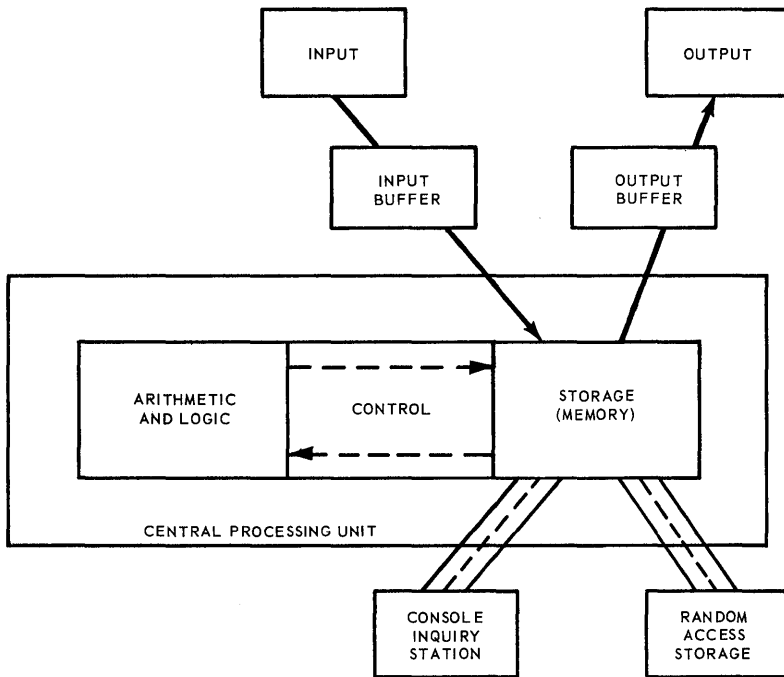 INPUT
OUTPUT
INPUT
BUFFER
OUTPUT
BUFFER
ARITHMETIC
AND LOGIC
CONTROL
STORAGE
(MEMORY)
CENTRAL PROCESSING UNIT
CONSOLE
INQUIRY
STATION
RANDOM
ACCESS
STORAGE